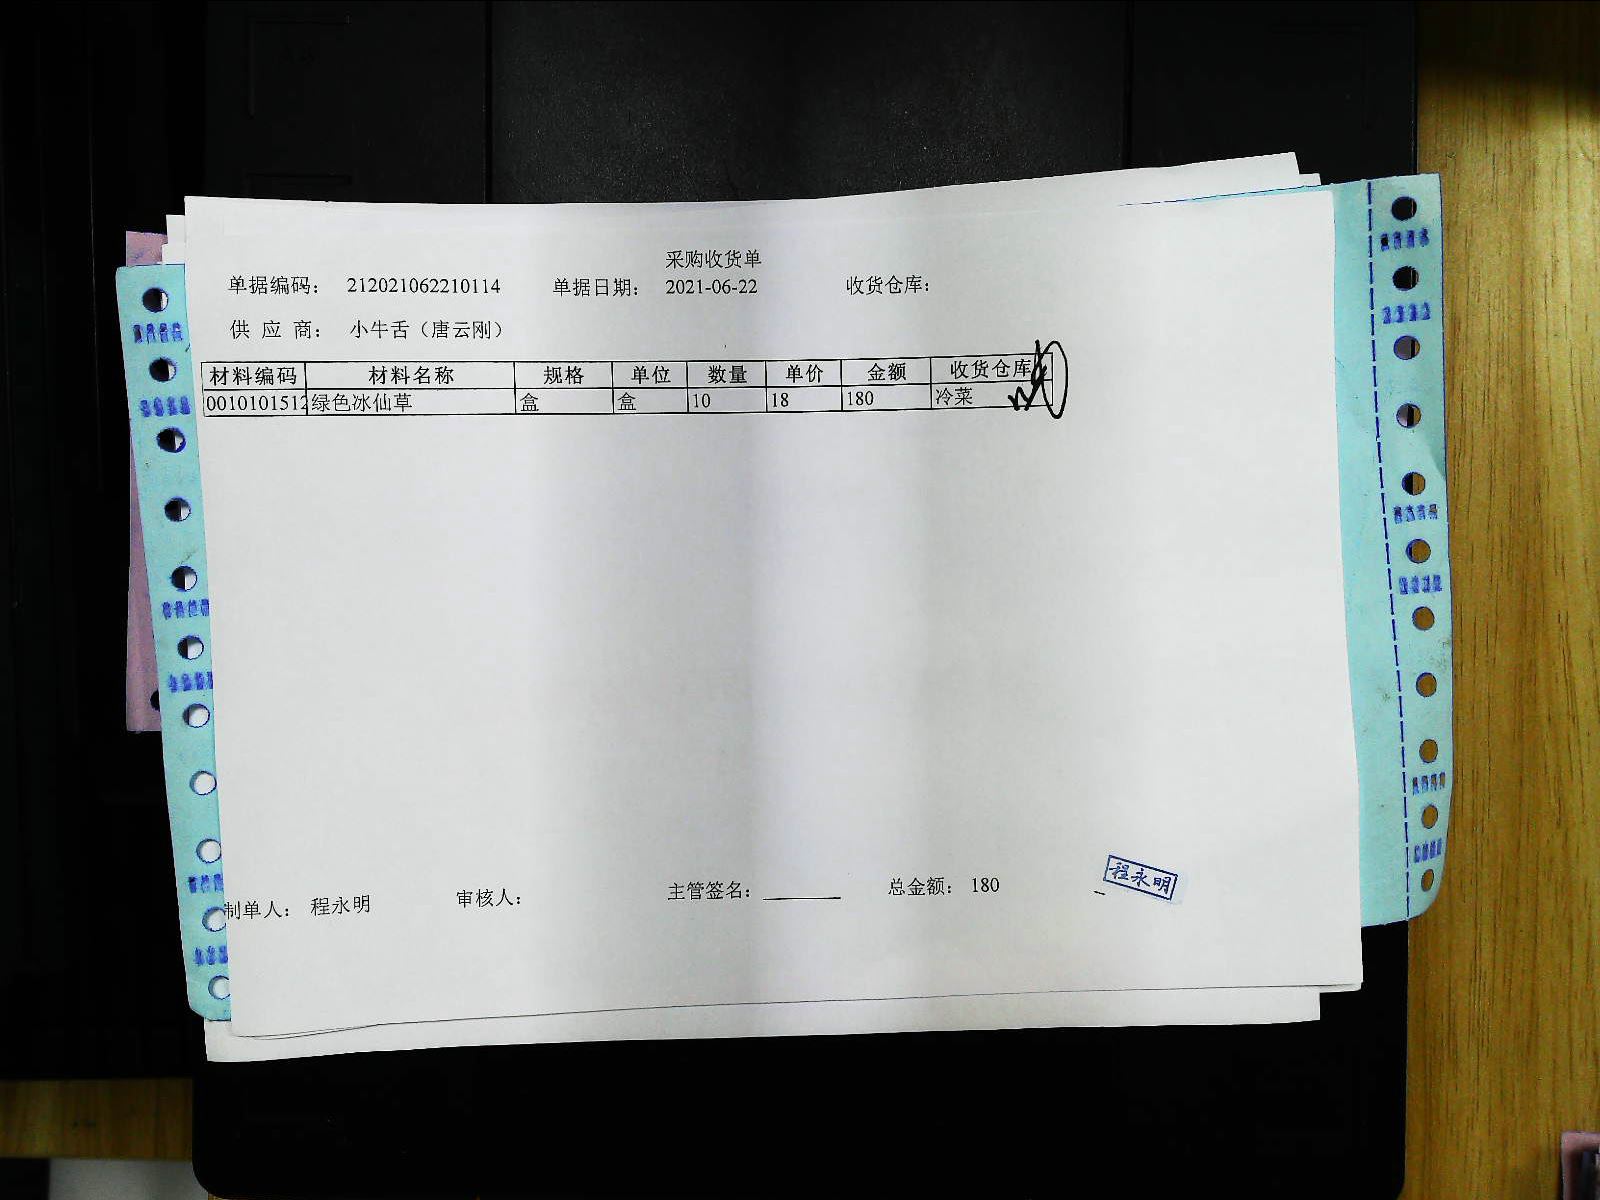 采购收货单
单据编码: 212021062210114 单据日期: 2021-06-22 收货仓库:
供 应 商: 小牛舌（唐云刚）
材料编码 材料名称 规格 单位 数量 单价 金额 收货仓库
0010101512 绿色冰仙草 盒 盒 10 18 180 冷菜
制单人: 程永明 审核人: 主管签名: 总金额: 180
程永明